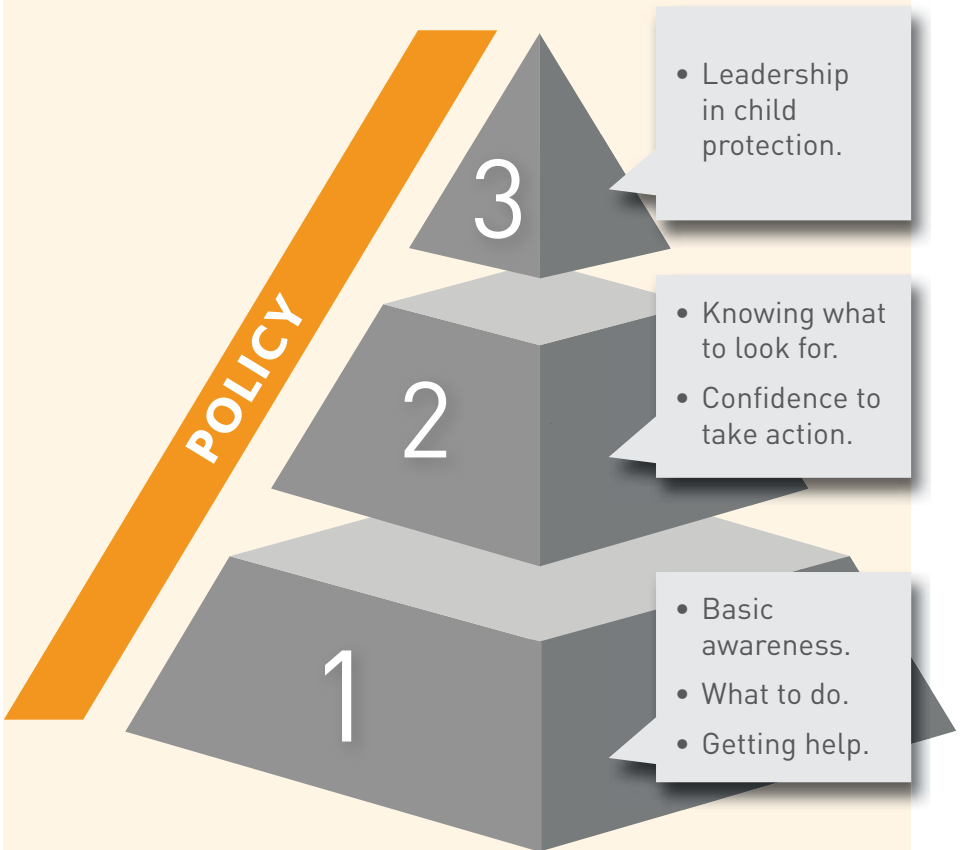 POLICY
3
• Leadership
in child
protection.
2
• Knowing what
to look for.
• Confidence to
take action.
1
• Basic
awareness.
• What to do.
• Getting help.